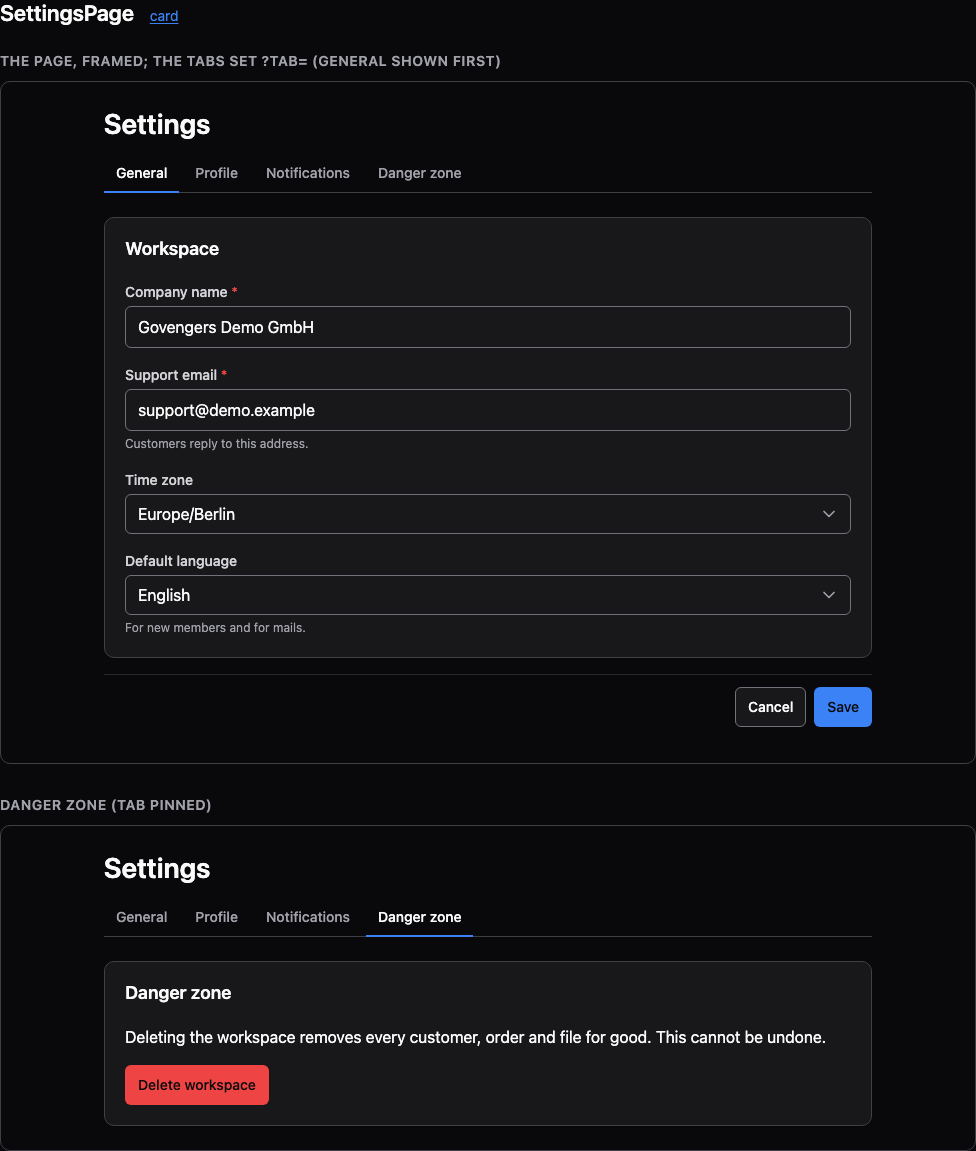 SettingsPage card
THE PAGE, FRAMED; THE TABS SET ?TAB= (GENERAL SHOWN FIRST)
Settings
General Profile Notifications Danger zone
Workspace
Company name *
Govengers Demo GmbH
Support email *
support@demo.example
Customers reply to this address.
Time zone
Europe/Berlin
Default language
English
For new members and for mails.
Cancel Save
DANGER ZONE (TAB PINNED)
Settings
General Profile Notifications Danger zone
Danger zone
Deleting the workspace removes every customer, order and file for good. This cannot be undone.
Delete workspace